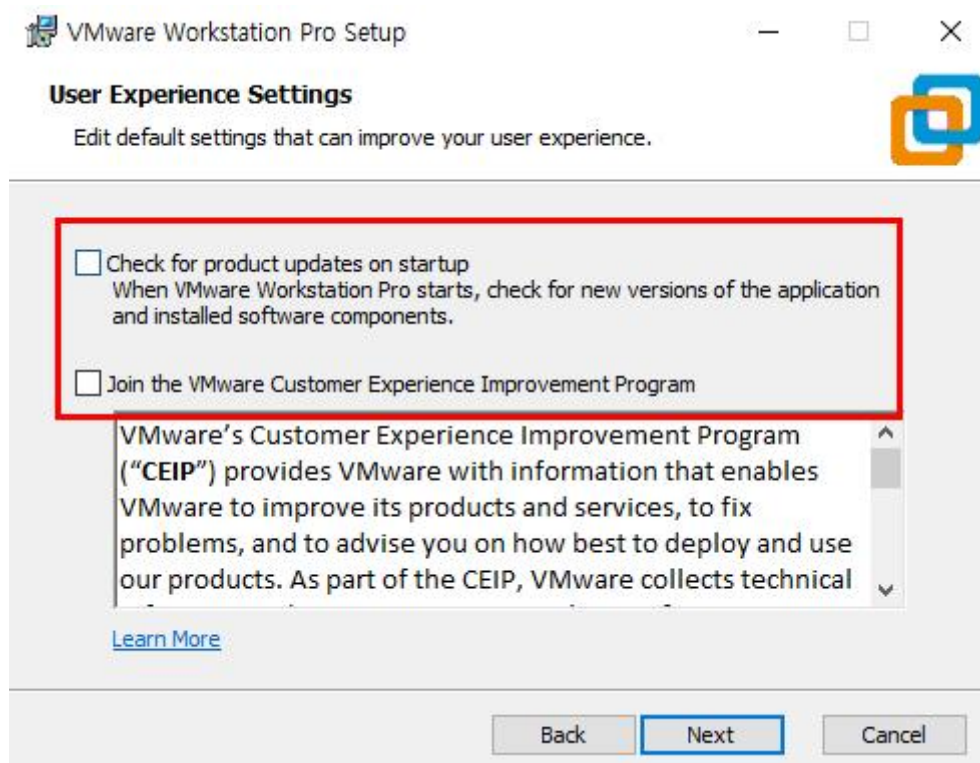 VMware Workstation Pro Setup
User Experience Settings
Edit default settings that can improve your user experience.
Check for product updates on startup
When VMware Workstation Pro starts, check for new versions of the application
and installed software components.
Join the VMware Customer Experience Improvement Program
VMware’s Customer Experience Improvement Program
(“CEIP”) provides VMware with information that enables
VMware to improve its products and services, to fix
problems, and to advise you on how best to deploy and use
our products. As part of the CEIP, VMware collects technical
Learn More
Back
Next
Cancel